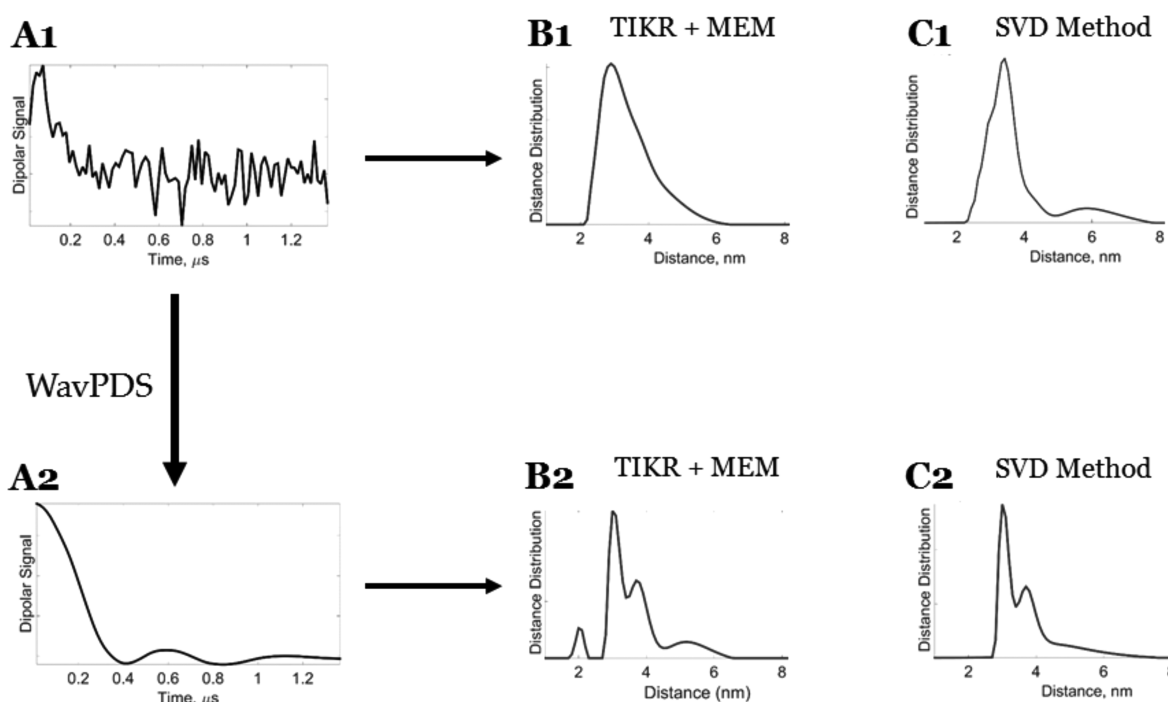 A1
Dipolar Signal
0.2 0.4 0.6 0.8 1 1.2
Time, μs
B1 TIKR + MEM
Distance Distribution
2 4 6 8
Distance, nm
C1 SVD Method
Distance Distribution
2 4 6 8
Distance, nm
WavPDS
A2
Dipolar Signal
0.2 0.4 0.6 0.8 1 1.2
Time, μs
B2 TIKR + MEM
Distance Distribution
2 4 6 8
Distance (nm)
C2 SVD Method
Distance Distribution
2 4 6 8
Distance, nm